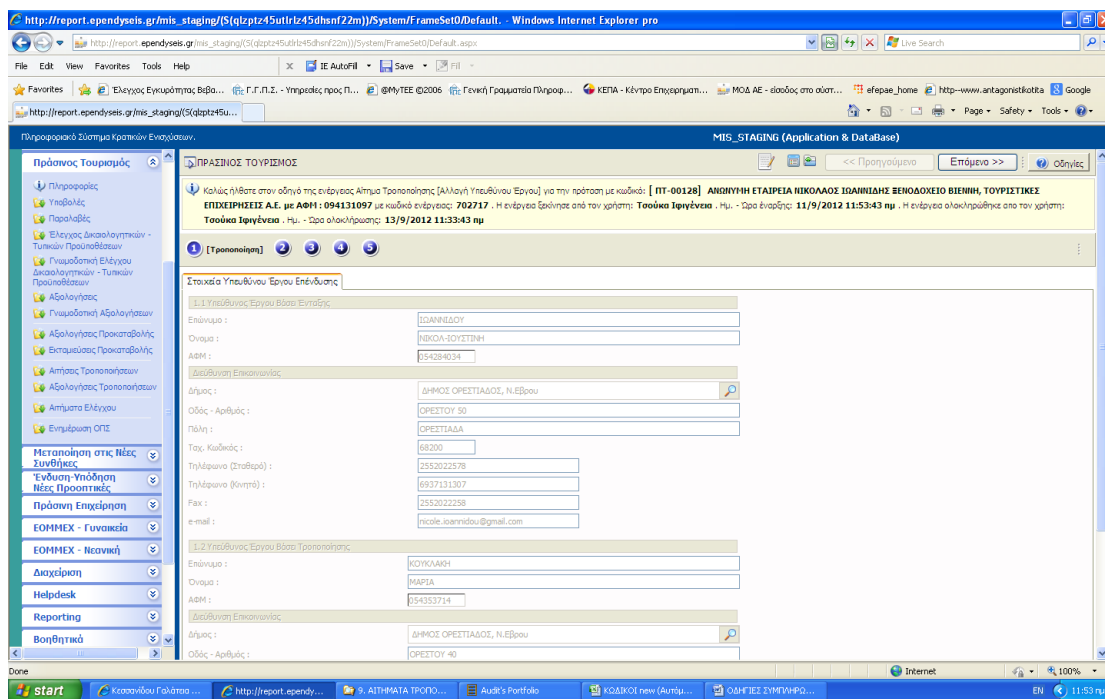 http://report.ependyseis.gr/mis_staging/(S(qlzptz45utlrlz45dhsnf22m))/System/FrameSet0/Default. - Windows Internet Explorer pro
http://report.ependyseis.gr/mis_staging/(S(qlzptz45utlrlz45dhsnf22m))/System/FrameSet0/Default.aspx
Live Search
File Edit View Favorites Tools Help
x IE AutoFill Save Fill
Favorites Έλεγχος Εγκυρότητας Βεβα... Γ.Γ.Π.Σ. - Υπηρεσίες προς Π... @MyTEE ©2006 Γενική Γραμματεία Πληροφ... ΚΕΠΑ - Κέντρο Επιχειρηματ... ΜΟΔ ΑΕ - είσοδος στο σύστ... efepae_home http--www.antagonistikotita Google
http://report.ependyseis.gr/mis_staging/(S(qlzptz45u...
Page Safety Tools
Πληροφοριακό Σύστημα Κρατικών Ενισχύσεων.
MIS_STAGING (Application & DataBase)
Πράσινος Τουρισμός
Πληροφορίες
Υποβολές
Παραλαβές
Έλεγχος Δικαιολογητικών -
Τυπικών Προϋποθέσεων
Γνωμοδοτική Ελέγχου
Δικαιολογητικών - Τυπικών
Προϋποθέσεων
Αξιολογήσεις
Γνωμοδοτική Αξιολογήσεων
Αξιολογήσεις Προκαταβολής
Εκταμιεύσεις Προκαταβολής
Αιτήσεις Τροποποιήσεων
Αξιολογήσεις Τροποποιήσεων
Αιτήματα Ελέγχου
Ενημέρωση ΟΠΣ
Μεταποίηση στις Νέες
Συνθήκες
Ένδυση-Υπόδηση
Νέες Προοπτικές
Πράσινη Επιχείρηση
ΕΟΜΜΕΧ - Γυναικεία
ΕΟΜΜΕΧ - Νεανική
Διαχείριση
Helpdesk
Reporting
Βοηθητικά
ΠΡΑΣΙΝΟΣ ΤΟΥΡΙΣΜΟΣ
<< Προηγούμενο Επόμενο >> Οδηγίες
Καλώς ήλθατε στον οδηγό της ενέργειας Αίτημα Τροποποίησης [Αλλαγή Υπευθύνου Έργου] για την πρόταση με κωδικό: [ ΠΤ-00128] ΑΝΩΝΥΜΗ ΕΤΑΙΡΕΙΑ ΝΙΚΟΛΑΟΣ ΙΩΑΝΝΙΔΗΣ ΞΕΝΟΔΟΧΕΙΟ ΒΙΕΝΝΗ, ΤΟΥΡΙΣΤΙΚΕΣ
ΕΠΙΧΕΙΡΗΣΕΙΣ Α.Ε. με ΑΦΜ : 094131097 με κωδικό ενέργειας: 702717 . Η ενέργεια ξεκίνησε από τον χρήστη: Τσούκα Ιφιγένεια . Ημ. - Ώρα έναρξης: 11/9/2012 11:53:43 πμ . Η ενέργεια ολοκληρώθηκε από τον χρήστη:
Τσούκα Ιφιγένεια . Ημ. - Ώρα ολοκλήρωσης: 13/9/2012 11:33:43 πμ
1 [Τροποποίηση] 2 3 4 5
Στοιχεία Υπευθύνου Έργου Επένδυσης
1.1 Υπεύθυνος Έργου Βάσει Ένταξης
Επώνυμο : ΙΩΑΝΝΙΔΟΥ
Όνομα : ΝΙΚΟΛ-ΙΟΥΣΤΙΝΗ
ΑΦΜ : 054284034
Διεύθυνση Επικοινωνίας
Δήμος : ΔΗΜΟΣ ΟΡΕΣΤΙΑΔΟΣ, Ν.Εβρου
Οδός - Αριθμός : ΟΡΕΣΤΟΥ 50
Πόλη : ΟΡΕΣΤΙΑΔΑ
Ταχ. Κωδικός : 68200
Τηλέφωνο (Σταθερό) : 2552022578
Τηλέφωνο (Κινητό) : 6937131307
Fax : 2552022258
e-mail : nicole.ioannidou@gmail.com
1.2 Υπεύθυνος Έργου Βάσει Τροποποίησης
Επώνυμο : ΚΟΥΚΛΑΚΗ
Όνομα : ΜΑΡΙΑ
ΑΦΜ : 054353714
Διεύθυνση Επικοινωνίας
Δήμος : ΔΗΜΟΣ ΟΡΕΣΤΙΑΔΟΣ, Ν.Εβρου
Οδός - Αριθμός : ΟΡΕΣΤΟΥ 40
Done Internet 100%
start Κεσσανίδου Γαλάτεα ... http://report.ependy... 9. ΑΙΤΗΜΑΤΑ ΤΡΟΠΟ... Audit's Portfolio ΚΩΔΙΚΟΙ new (Αυτόμ... ΟΔΗΓΙΕΣ ΣΥΜΠΛΗΡΩ... EN 11:53 πμ